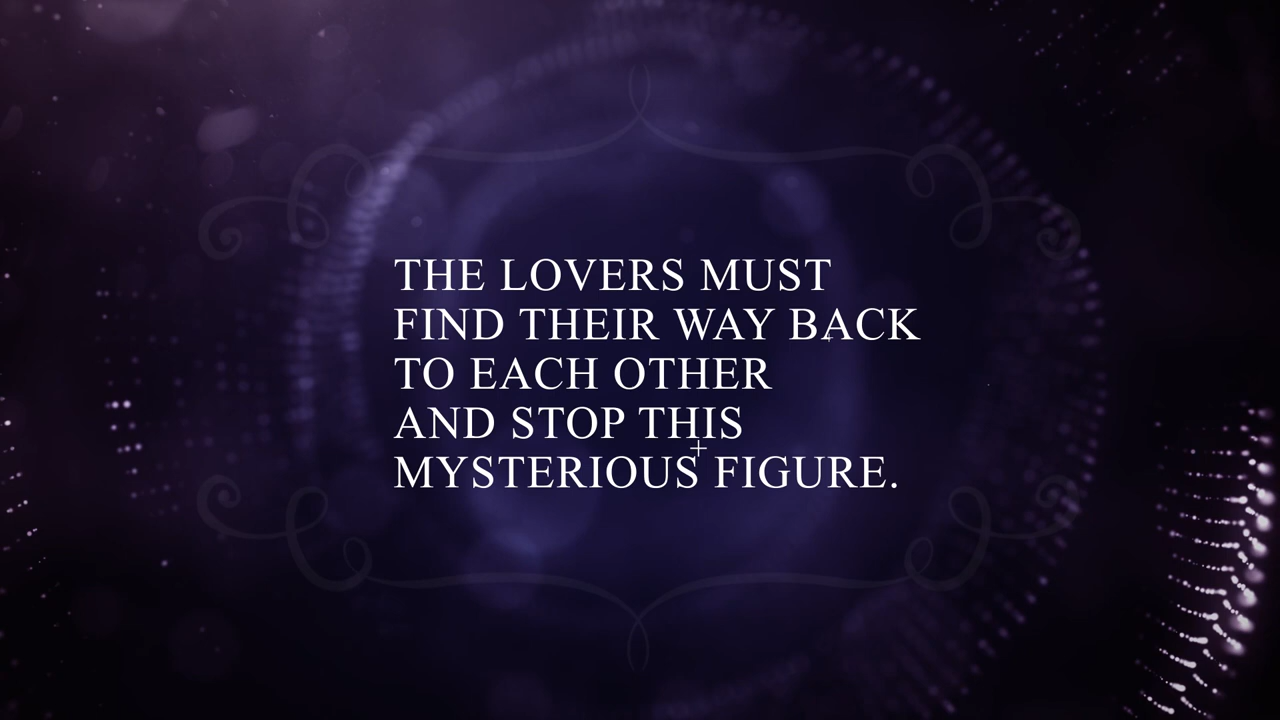 THE LOVERS MUST
FIND THEIR WAY BACK
TO EACH OTHER
AND STOP THIS
MYSTERIOUS FIGURE.